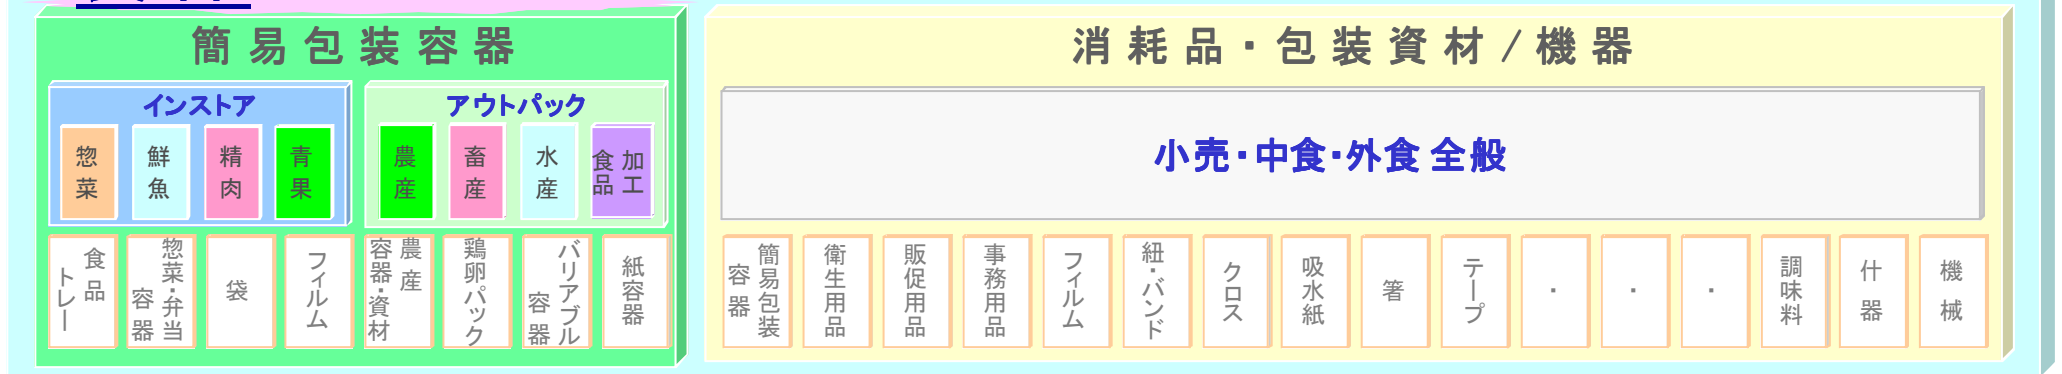 簡易包装容器
消耗品・包装資材/機器
インストア
アウトパック
惣菜
鮮魚
精肉
青果
農産
畜産
水産
加工食品
小売・中食・外食 全般
食品トレー
惣菜・弁当容器
袋
フィルム
農産容器・資材
鶏卵パック
バリアブル容器
紙容器
簡易包装容器
衛生用品
販促用品
事務用品
フィルム
紐・バンド
クロス
吸水紙
箸
テープ
・
・
・
調味料
什器
機械